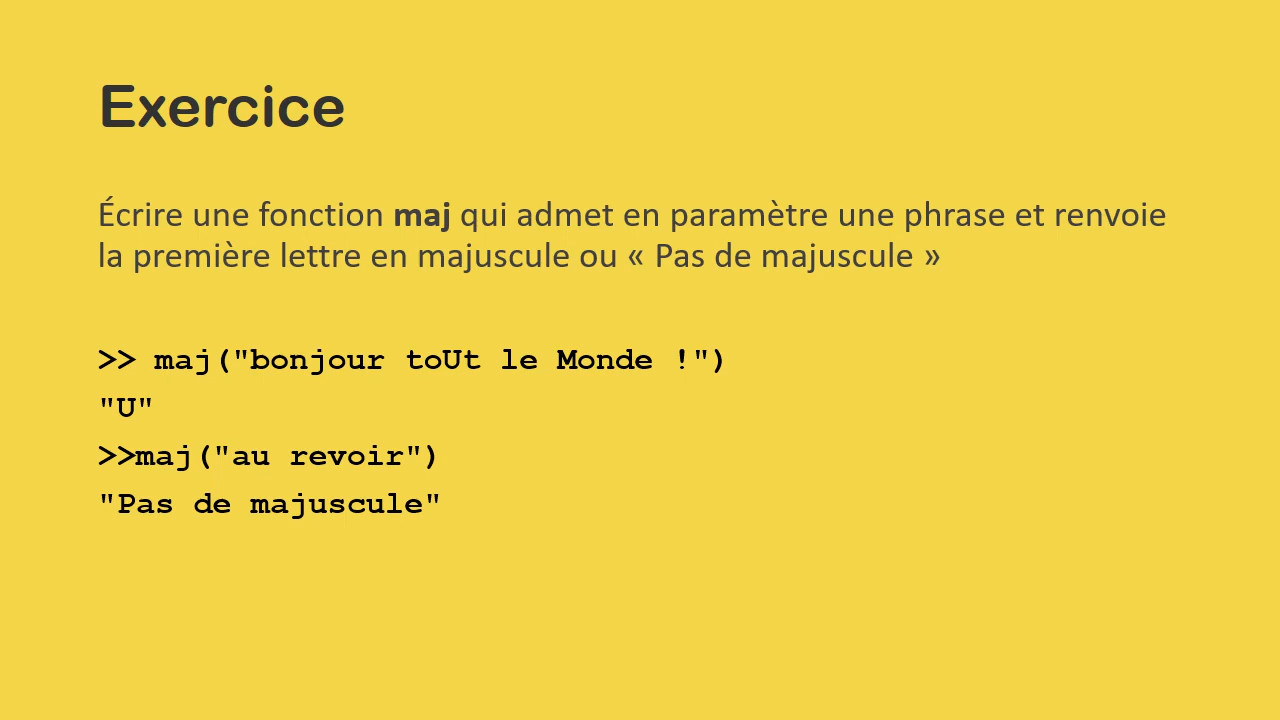 Exercice
Écrire une fonction maj qui admet en paramètre une phrase et renvoie
la première lettre en majuscule ou « Pas de majuscule »
>> maj("bonjour toUt le Monde !")
"U"
>>maj("au revoir")
"Pas de majuscule"